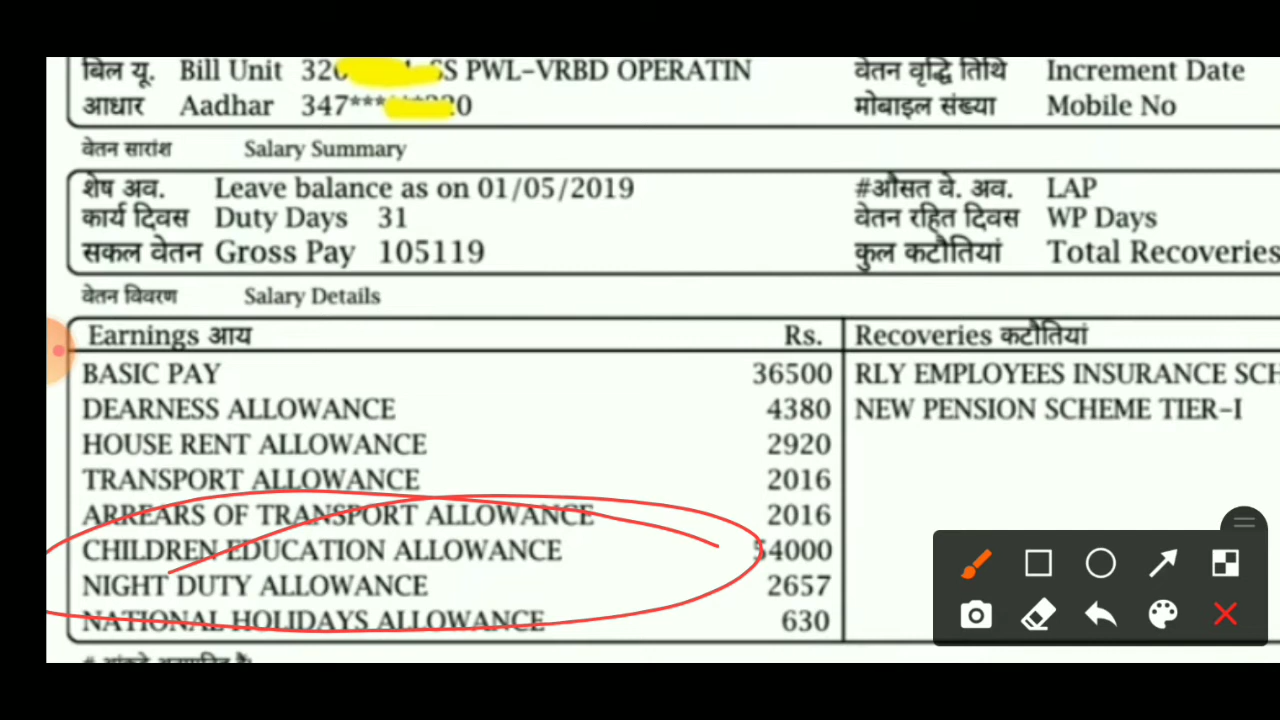 बिल यू. Bill Unit 320 SS PWL-VRBD OPERATIN वेतन वृद्धि तिथि Increment Date
आधार Aadhar 347*** 0 मोबाइल संख्या Mobile No
वेतन सारांश Salary Summary
शेष अव. Leave balance as on 01/05/2019 #औसत वे. अव. LAP
कार्य दिवस Duty Days 31 वेतन रहित दिवस WP Days
सकल वेतन Gross Pay 105119 कुल कटौतियां Total Recoveries
वेतन विवरण Salary Details
Earnings आय Rs. Recoveries कटौतियां
BASIC PAY 36500 RLY EMPLOYEES INSURANCE SCH
DEARNESS ALLOWANCE 4380 NEW PENSION SCHEME TIER-I
HOUSE RENT ALLOWANCE 2920
TRANSPORT ALLOWANCE 2016
ARREARS OF TRANSPORT ALLOWANCE 2016
CHILDREN EDUCATION ALLOWANCE 54000
NIGHT DUTY ALLOWANCE 2657
NATIONAL HOLIDAYS ALLOWANCE 630